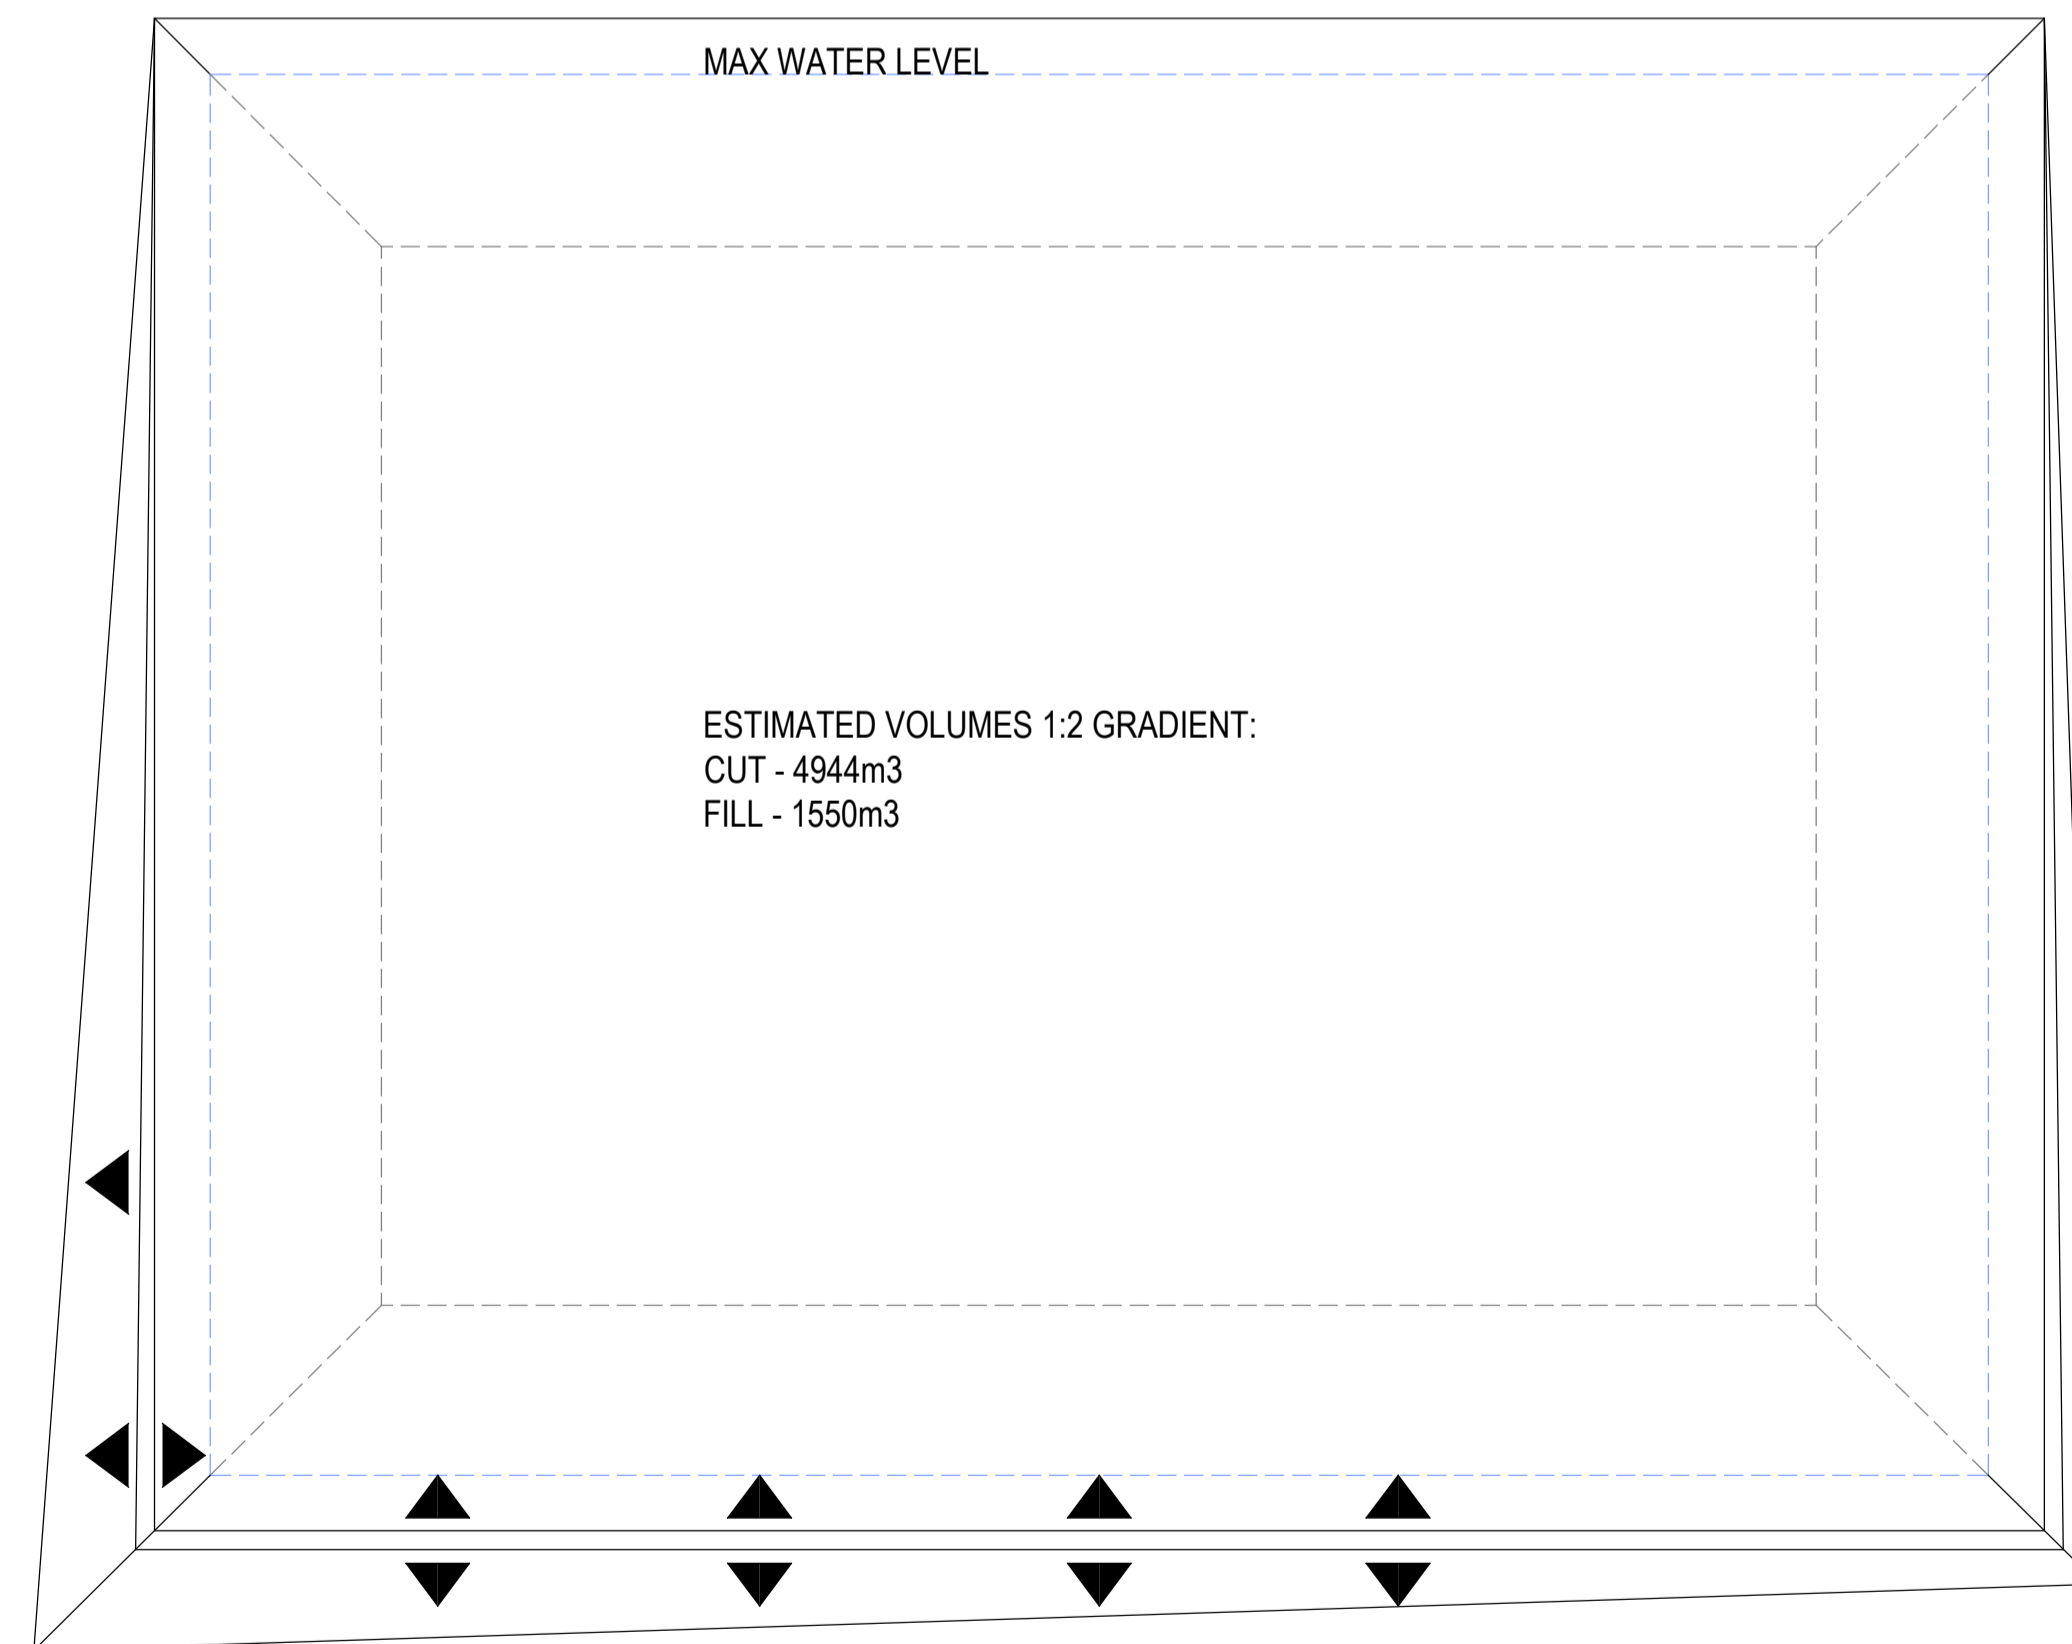 MAX WATER LEVEL
ESTIMATED VOLUMES 1:2 GRADIENT:
CUT - 4944m3
FILL - 1550m3